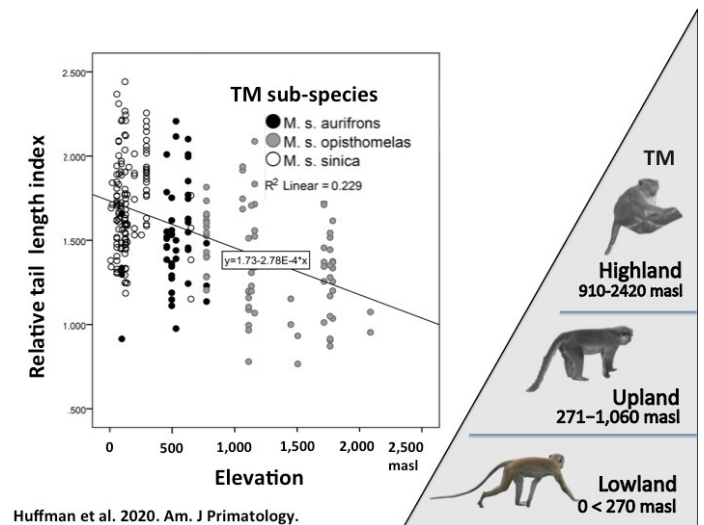 TM sub-species
M. s. aurifrons
M. s. opisthomelas
M. s. sinica
R² Linear = 0.229
y=1.73-2.78E-4*x
Relative tail length index
2.500
2.000
1.500
1.000
.500
0
500
1,000
1,500
2,000
2,500
masl
Elevation
TM
Highland
910-2420 masl
Upland
271–1,060 masl
Lowland
0 < 270 masl
Huffman et al. 2020. Am. J Primatology.